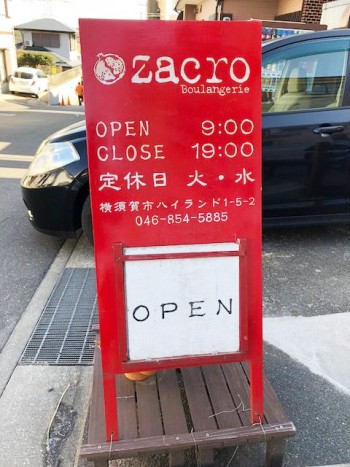 zacro
Boulangerie
OPEN 9:00
CLOSE 19:00
定休日 火・水
横須賀市ハイランド1-5-2
046-854-5885
OPEN